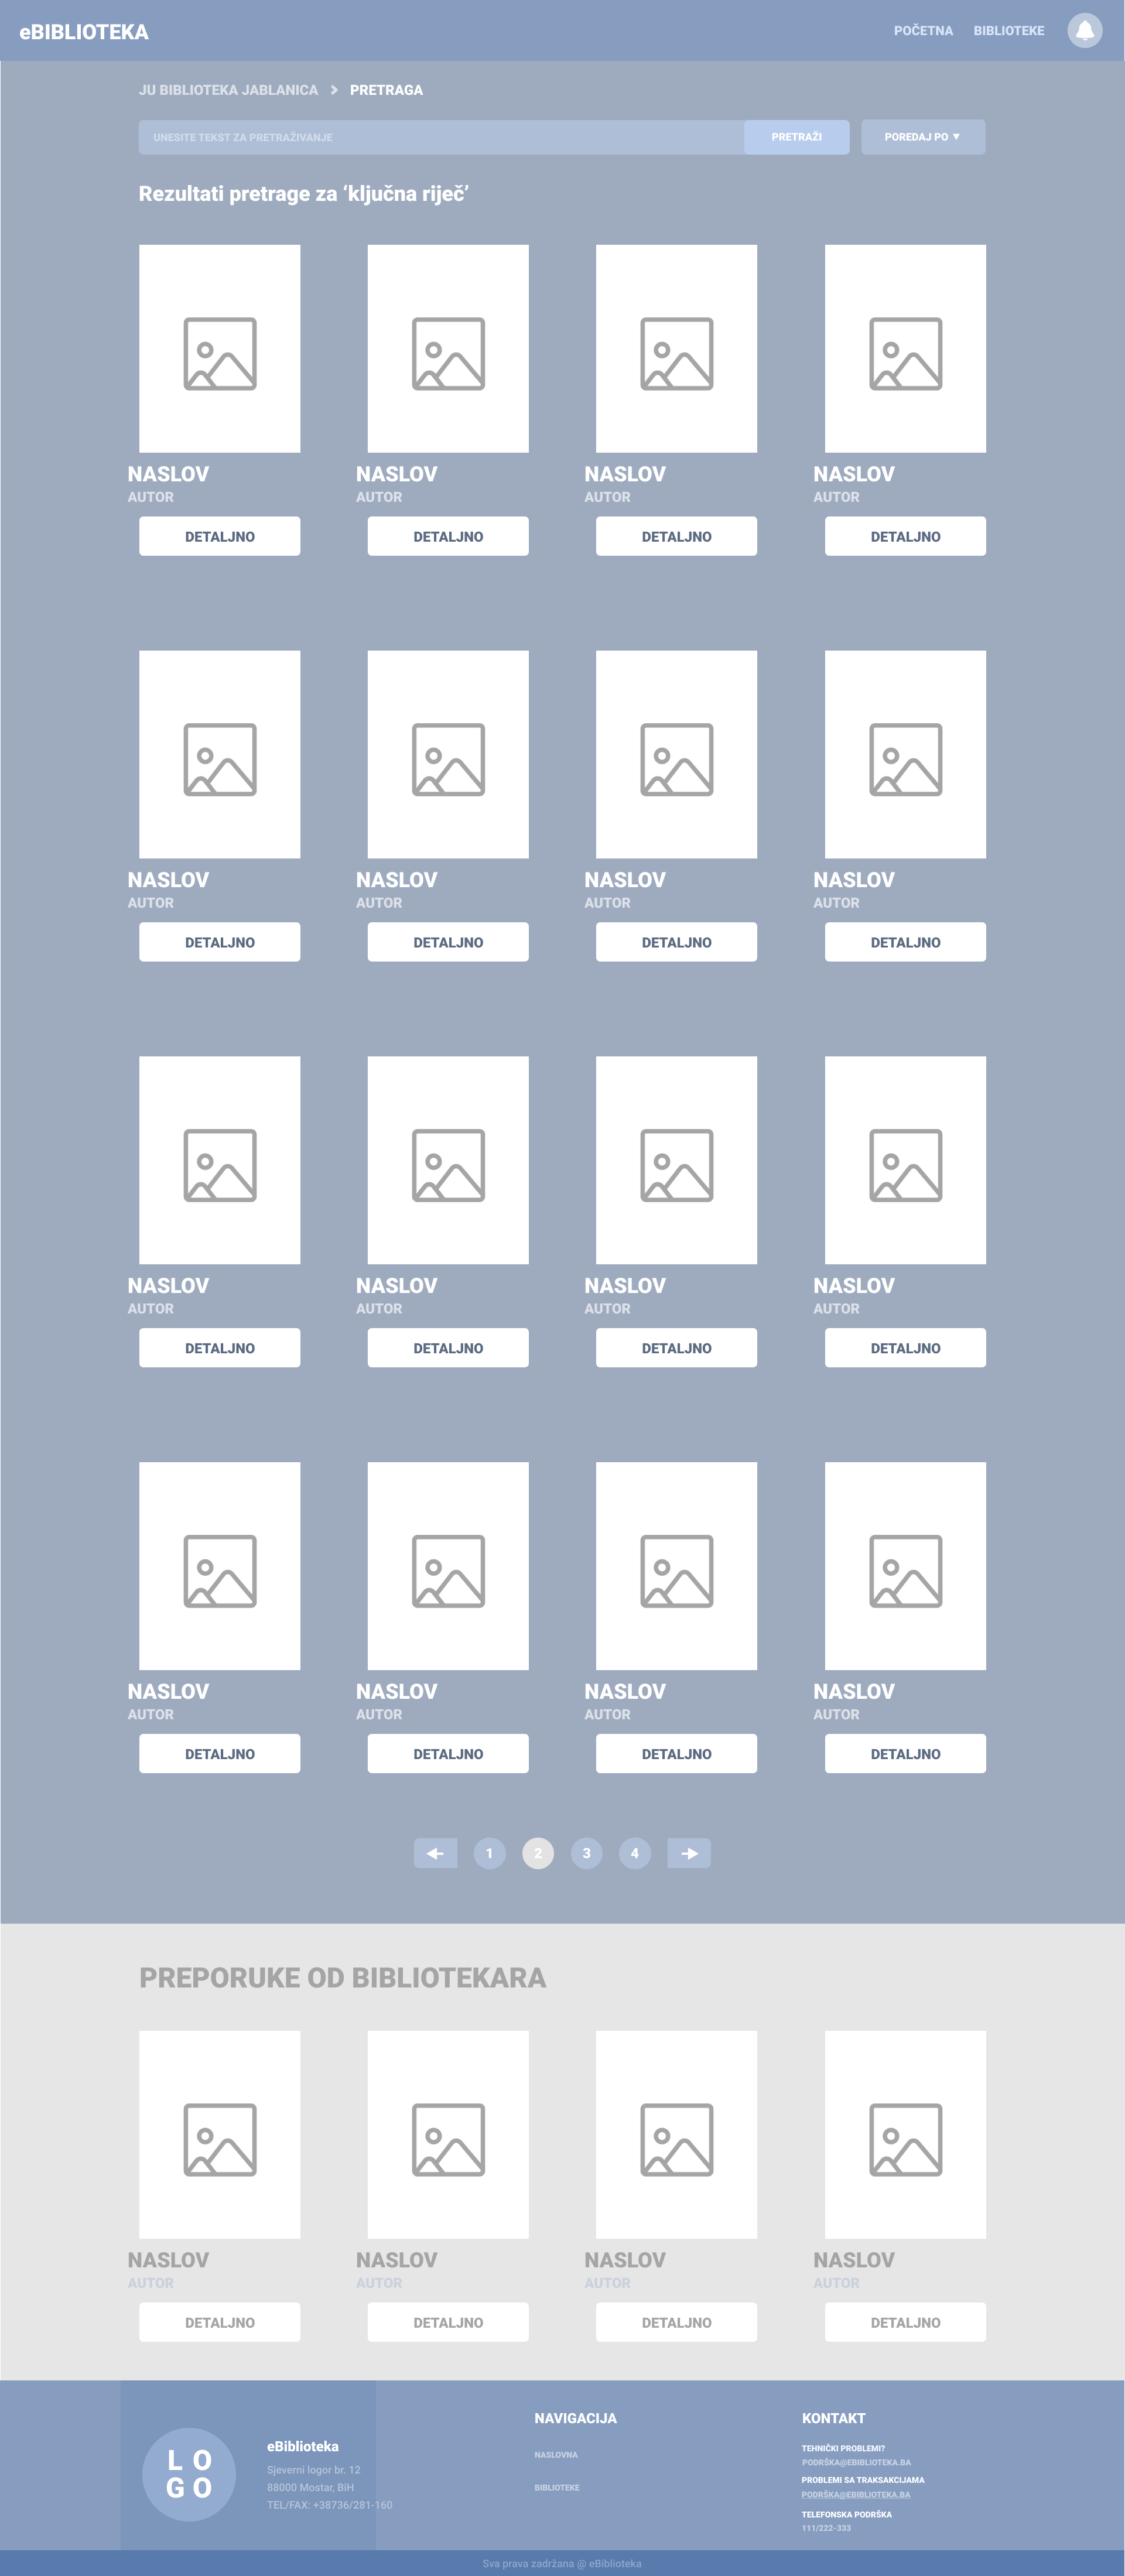 eBIBLIOTEKA
POČETNA BIBLIOTEKE
JU BIBLIOTEKA JABLANICA PRETRAGA
UNESITE TEKST ZA PRETRAŽIVANJE PRETRAŽI POREDAJ PO
Rezultati pretrage za ‘ključna riječ’
NASLOV NASLOV NASLOV NASLOV
AUTOR AUTOR AUTOR AUTOR
DETALJNO DETALJNO DETALJNO DETALJNO
NASLOV NASLOV NASLOV NASLOV
AUTOR AUTOR AUTOR AUTOR
DETALJNO DETALJNO DETALJNO DETALJNO
NASLOV NASLOV NASLOV NASLOV
AUTOR AUTOR AUTOR AUTOR
DETALJNO DETALJNO DETALJNO DETALJNO
NASLOV NASLOV NASLOV NASLOV
AUTOR AUTOR AUTOR AUTOR
DETALJNO DETALJNO DETALJNO DETALJNO
1 2 3 4
PREPORUKE OD BIBLIOTEKARA
NASLOV NASLOV NASLOV NASLOV
AUTOR AUTOR AUTOR AUTOR
DETALJNO DETALJNO DETALJNO DETALJNO
L O
G O
eBiblioteka
Sjeverni logor br. 12
88000 Mostar, BiH
TEL/FAX: +38736/281-160
NAVIGACIJA
NASLOVNA
BIBLIOTEKE
KONTAKT
TEHNIČKI PROBLEMI?
PODRŠKA@EBIBLIOTEKA.BA
PROBLEMI SA TRAKSAKCIJAMA
PODRŠKA@EBIBLIOTEKA.BA
TELEFONSKA PODRŠKA
111/222-333
Sva prava zadržana @ eBiblioteka